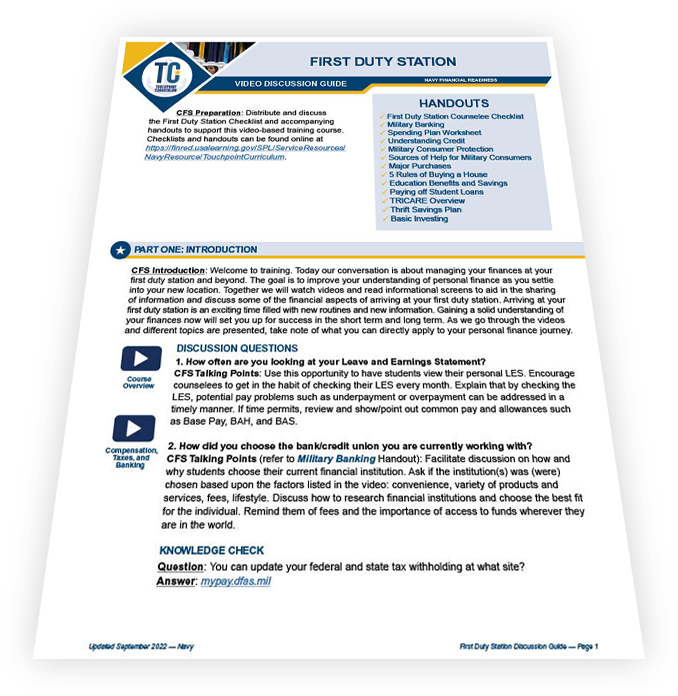 FIRST DUTY STATION
TC
TOUCHPOINT
CURRICULUM
VIDEO DISCUSSION GUIDE
NAVY FINANCIAL READINESS
CFS Preparation: Distribute and discuss
the First Duty Station Checklist and accompanying
handouts to support this video-based training course.
Checklists and handouts can be found online at
https://finred.usalearning.gov/SPL/ServiceResources/
NavyResource/TouchpointCurriculum.
HANDOUTS
✓ First Duty Station Counselee Checklist
✓ Military Banking
✓ Spending Plan Worksheet
✓ Understanding Credit
✓ Military Consumer Protection
✓ Sources of Help for Military Consumers
✓ Major Purchases
✓ 5 Rules of Buying a House
✓ Education Benefits and Savings
✓ Paying off Student Loans
✓ TRICARE Overview
✓ Thrift Savings Plan
✓ Basic Investing
PART ONE: INTRODUCTION
CFS Introduction: Welcome to training. Today our conversation is about managing your finances at your
first duty station and beyond. The goal is to improve your understanding of personal finance as you settle
into your new location. Together we will watch videos and read informational screens to aid in the sharing
of information and discuss some of the financial aspects of arriving at your first duty station. Arriving at your
first duty station is an exciting time filled with new routines and new information. Gaining a solid understanding of
your finances now will set you up for success in the short term and long term. As we go through the videos
and different topics are presented, take note of what you can directly apply to your personal finance journey.
Course
Overview
DISCUSSION QUESTIONS
1. How often are you looking at your Leave and Earnings Statement?
CFS Talking Points: Use this opportunity to have students view their personal LES. Encourage
counselees to get in the habit of checking their LES every month. Explain that by checking the
LES, potential pay problems such as underpayment or overpayment can be addressed in a
timely manner. If time permits, review and show/point out common pay and allowances such
as Base Pay, BAH, and BAS.
Compensation,
Taxes, and
Banking
2. How did you choose the bank/credit union you are currently working with?
CFS Talking Points (refer to Military Banking Handout): Facilitate discussion on how and
why students choose their current financial institution. Ask if the institution(s) was (were)
chosen based upon the factors listed in the video: convenience, variety of products and
services, fees, lifestyle. Discuss how to research financial institutions and choose the best fit
for the individual. Remind them of fees and the importance of access to funds wherever they
are in the world.
KNOWLEDGE CHECK
Question: You can update your federal and state tax withholding at what site?
Answer: mypay.dfas.mil
Updated September 2022 — Navy
First Duty Station Discussion Guide — Page 1